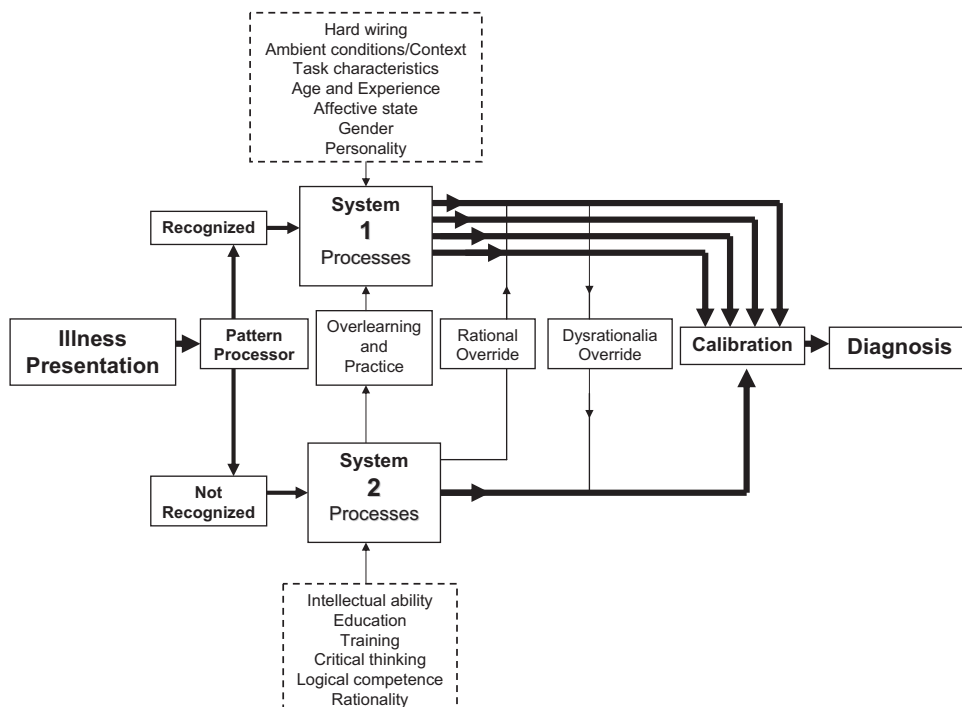 Hard wiring
Ambient conditions/Context
Task characteristics
Age and Experience
Affective state
Gender
Personality
System
1
Processes
Recognized
Illness
Presentation
Pattern
Processor
Overlearning
and
Practice
Rational
Override
Dysrationalia
Override
Calibration
Diagnosis
Not
Recognized
System
2
Processes
Intellectual ability
Education
Training
Critical thinking
Logical competence
Rationality